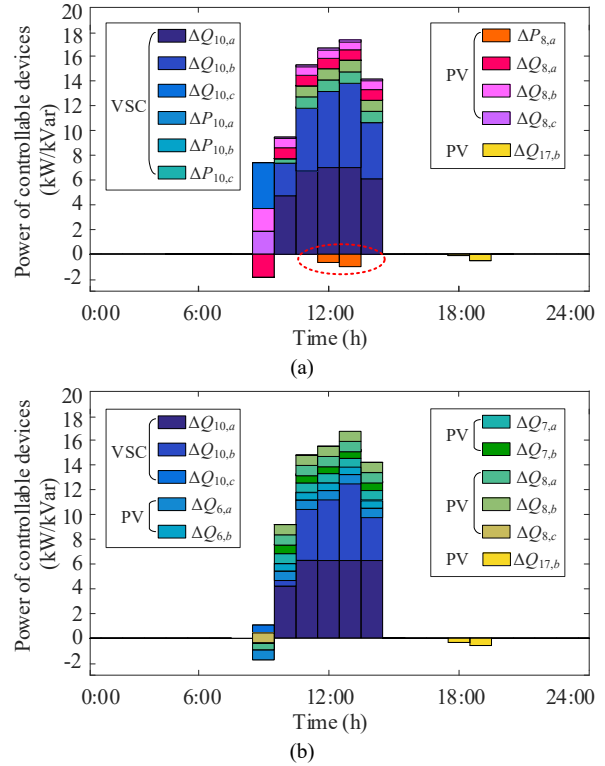 20
18
16
14
12
10
8
6
4
2
0
-2
Power of controllable devices
(kW/kVar)
VSC
ΔQ10,a
ΔQ10,b
ΔQ10,c
ΔP10,a
ΔP10,b
ΔP10,c
PV
ΔP8,a
ΔQ8,a
ΔQ8,b
ΔQ8,c
PV ΔQ17,b
0:00 6:00 12:00 18:00 24:00
Time (h)
(a)
20
18
16
14
12
10
8
6
4
2
0
-2
Power of controllable devices
(kW/kVar)
VSC
ΔQ10,a
ΔQ10,b
ΔQ10,c
PV
ΔQ6,a
ΔQ6,b
PV
ΔQ7,a
ΔQ7,b
PV
ΔQ8,a
ΔQ8,b
ΔQ8,c
PV ΔQ17,b
0:00 6:00 12:00 18:00 24:00
Time (h)
(b)